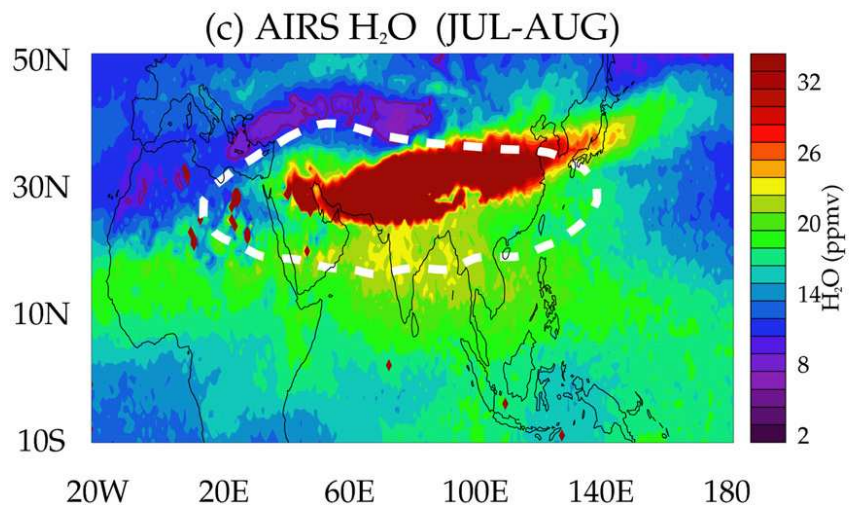 (c) AIRS H₂O (JUL-AUG)
50N
30N
10N
10S
20W 20E 60E 100E 140E 180
32
26
20
14
8
2
H₂O (ppmv)